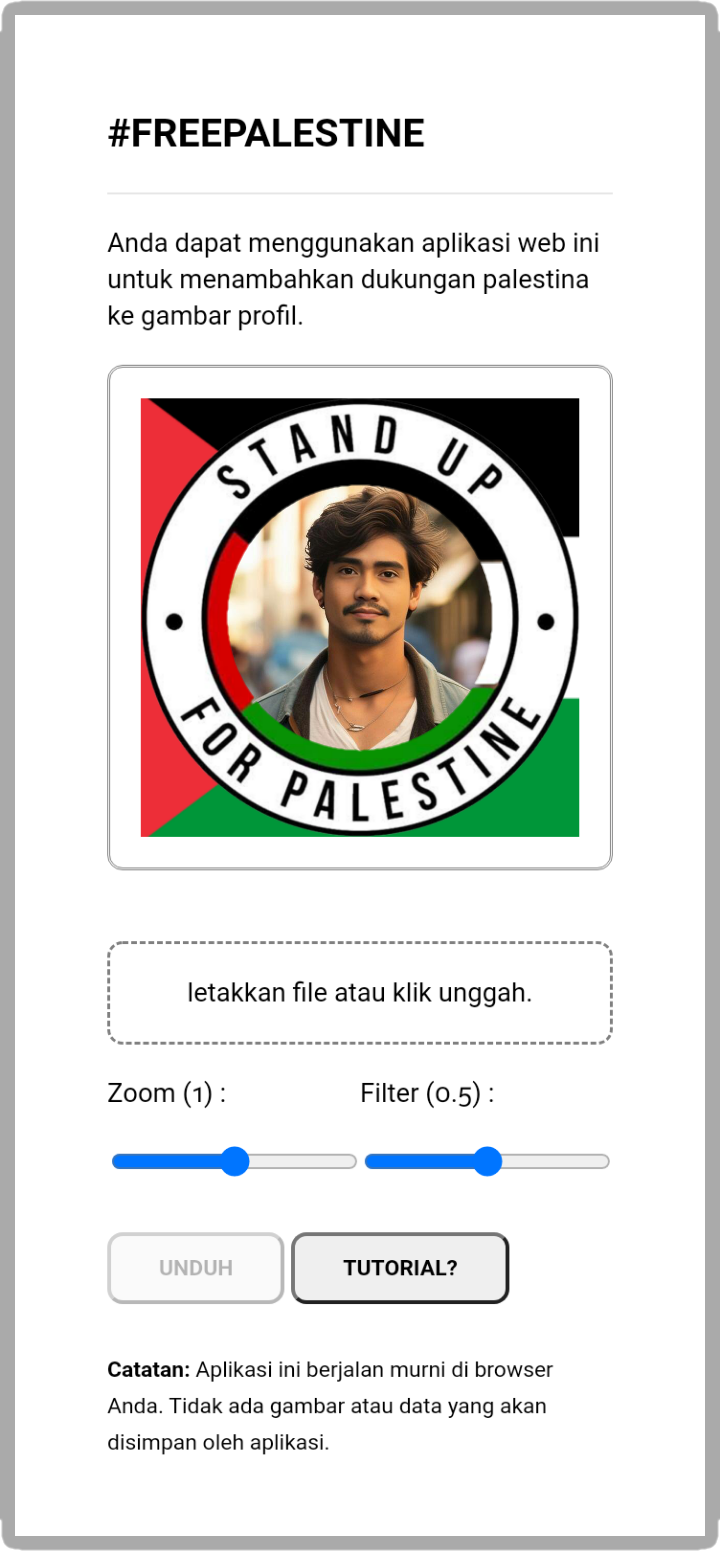 #FREEPALESTINE
Anda dapat menggunakan aplikasi web ini
untuk menambahkan dukungan palestina
ke gambar profil.
STAND UP
FOR PALESTINE
letakkan file atau klik unggah.
Zoom (1) : Filter (0.5) :
UNDUH TUTORIAL?
Catatan: Aplikasi ini berjalan murni di browser
Anda. Tidak ada gambar atau data yang akan
disimpan oleh aplikasi.